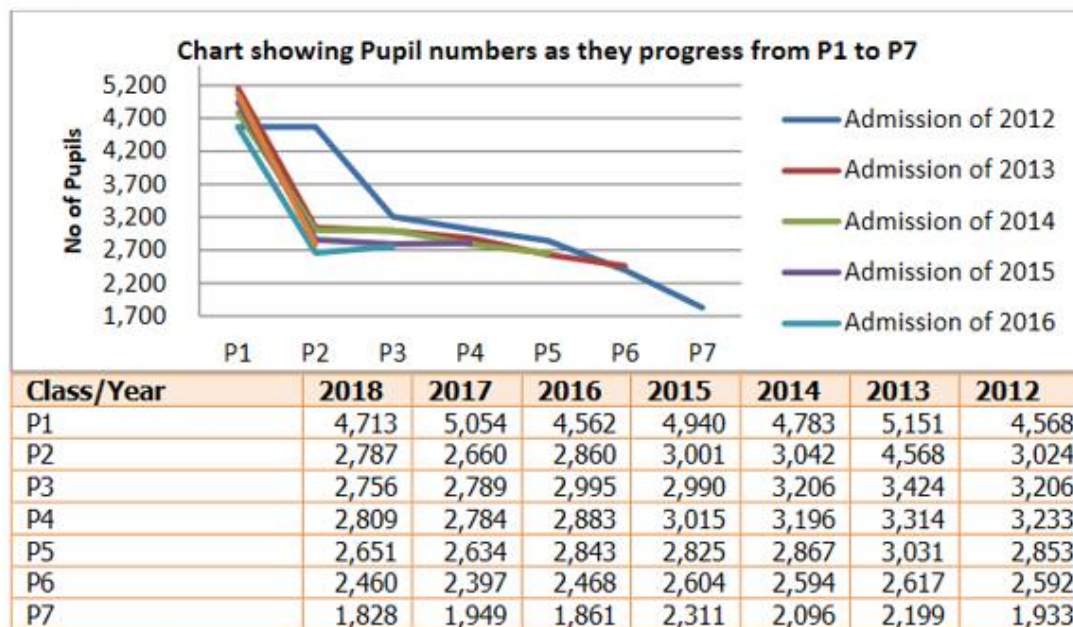 Chart showing Pupil numbers as they progress from P1 to P7
No of Pupils
5,200
4,700
4,200
3,700
3,200
2,700
2,200
1,700
P1 P2 P3 P4 P5 P6 P7
Admission of 2012
Admission of 2013
Admission of 2014
Admission of 2015
Admission of 2016
Class/Year 2018 2017 2016 2015 2014 2013 2012
P1 4,713 5,054 4,562 4,940 4,783 5,151 4,568
P2 2,787 2,660 2,860 3,001 3,042 4,568 3,024
P3 2,756 2,789 2,995 2,990 3,206 3,424 3,206
P4 2,809 2,784 2,883 3,015 3,196 3,314 3,233
P5 2,651 2,634 2,843 2,825 2,867 3,031 2,853
P6 2,460 2,397 2,468 2,604 2,594 2,617 2,592
P7 1,828 1,949 1,861 2,311 2,096 2,199 1,933